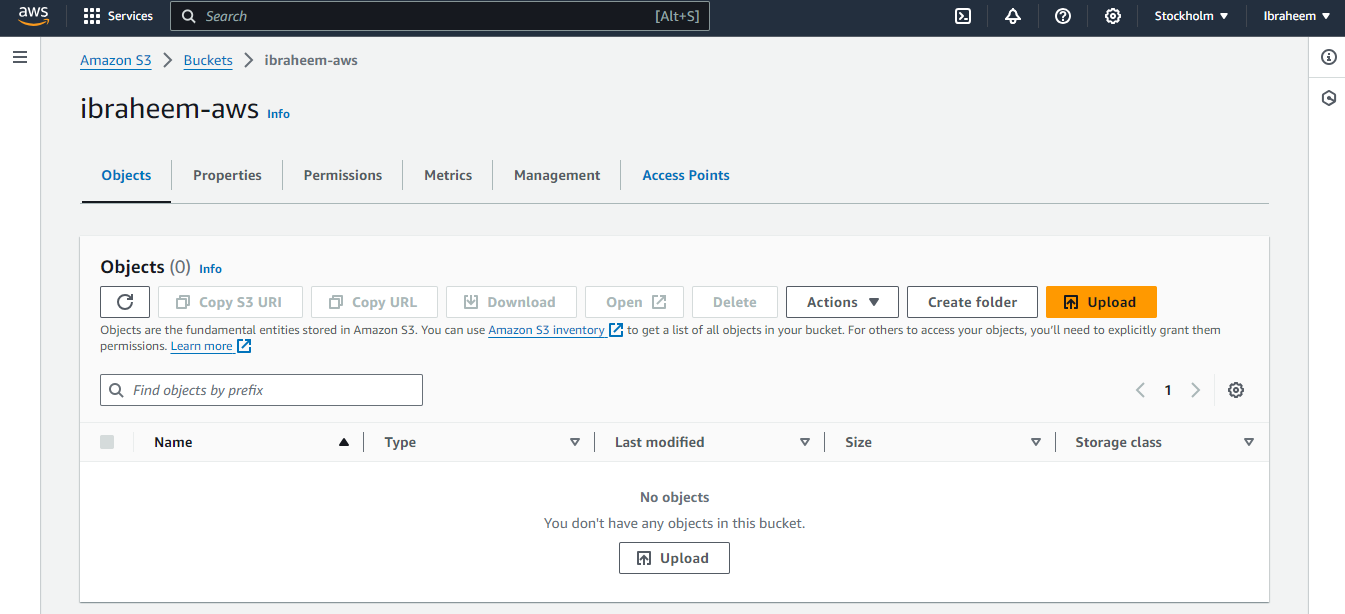 aws Services Search [Alt+S] Stockholm Ibraheem
Amazon S3 Buckets ibraheem-aws
ibraheem-aws Info
Objects Properties Permissions Metrics Management Access Points
Objects (0) Info
Copy S3 URI Copy URL Download Open Delete Actions Create folder Upload
Objects are the fundamental entities stored in Amazon S3. You can use Amazon S3 inventory to get a list of all objects in your bucket. For others to access your objects, you'll need to explicitly grant them
permissions. Learn more
Find objects by prefix 1
Name Type Last modified Size Storage class
No objects
You don't have any objects in this bucket.
Upload